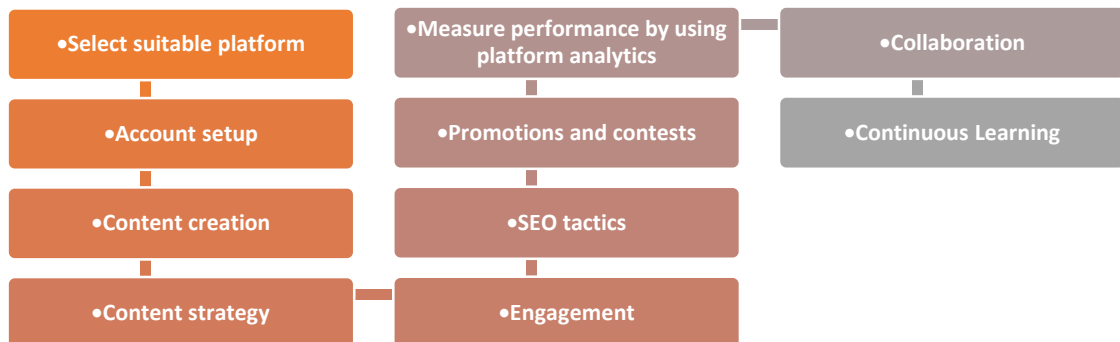 •Select suitable platform
•Account setup
•Content creation
•Content strategy
•Engagement
•SEO tactics
•Promotions and contests
•Measure performance by using
platform analytics
•Collaboration
•Continuous Learning